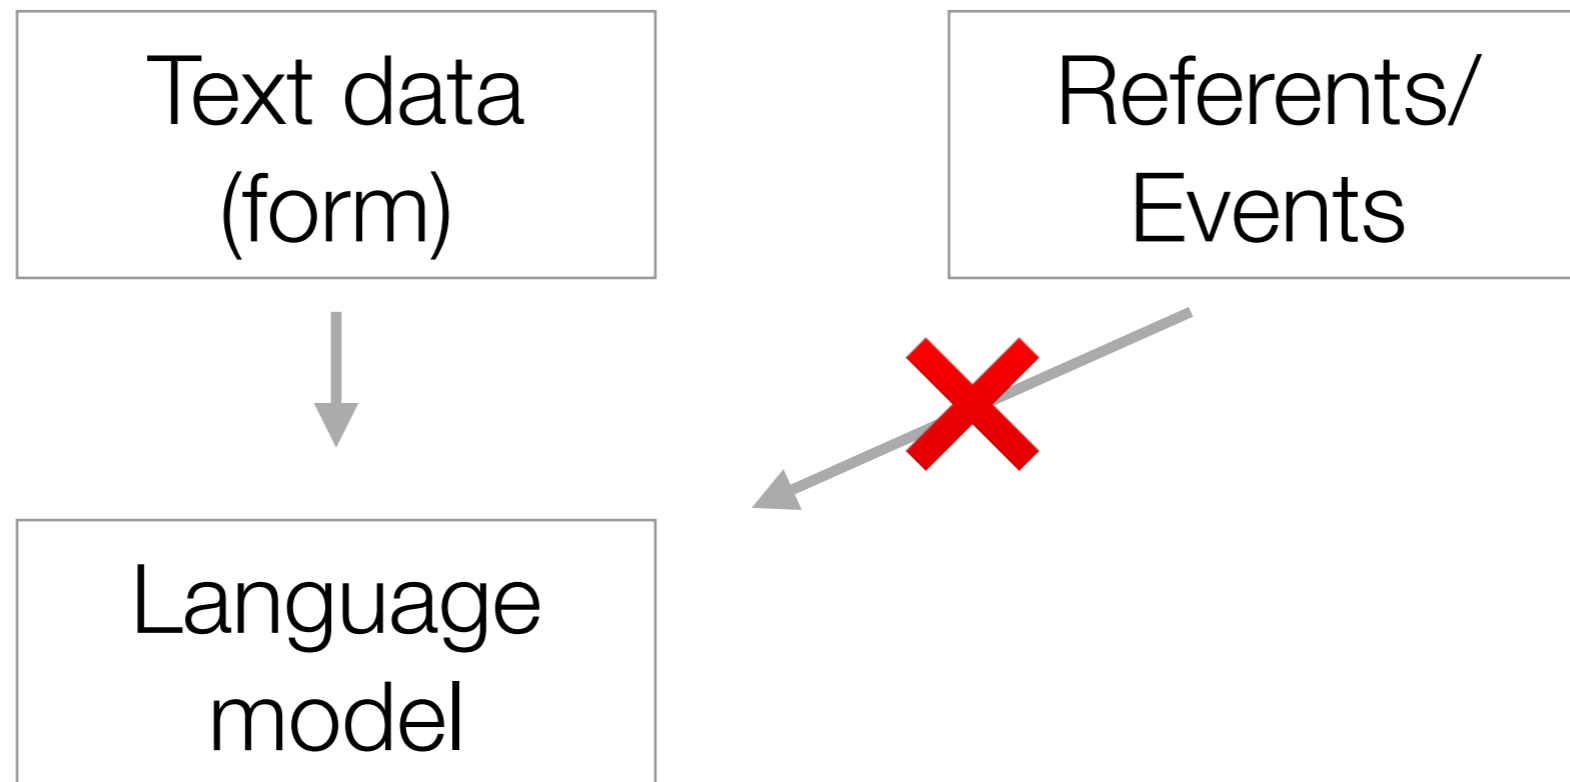 Text data
(form)
Referents/
Events
Language
model